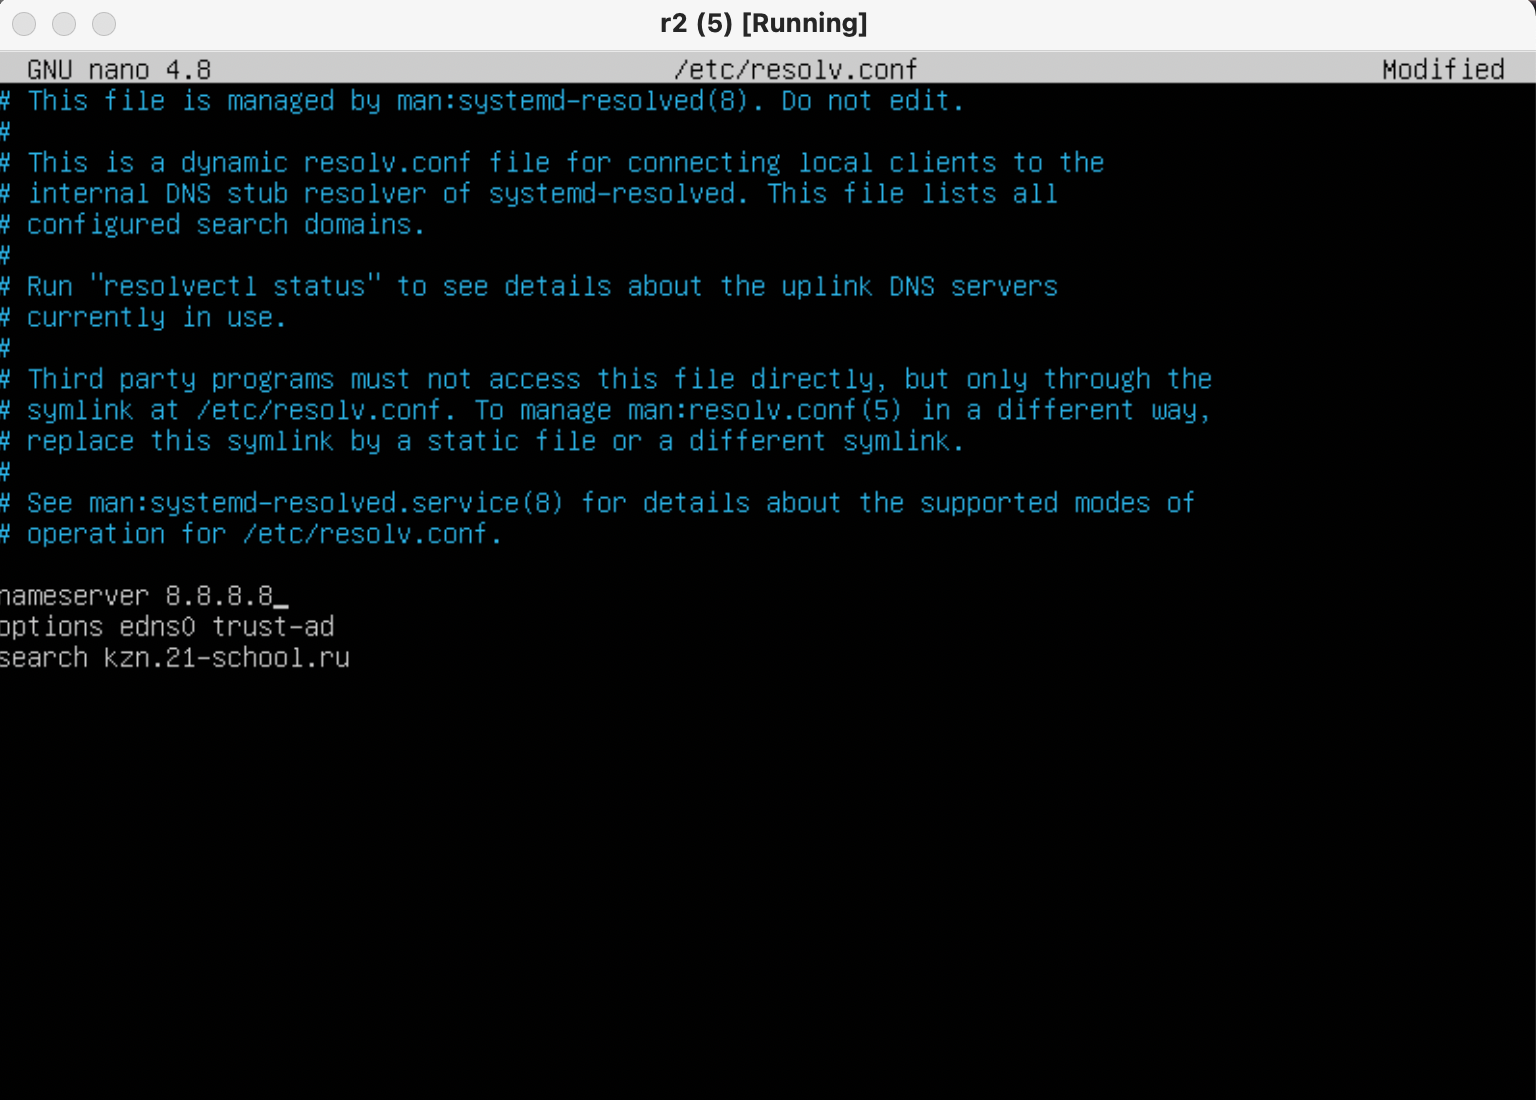 r2 (5) [Running]
GNU nano 4.8 /etc/resolv.conf Modified
# This file is managed by man:systemd-resolved(8). Do not edit.
#
# This is a dynamic resolv.conf file for connecting local clients to the
# internal DNS stub resolver of systemd-resolved. This file lists all
# configured search domains.
#
# Run "resolvectl status" to see details about the uplink DNS servers
# currently in use.
#
# Third party programs must not access this file directly, but only through the
# symlink at /etc/resolv.conf. To manage man:resolv.conf(5) in a different way,
# replace this symlink by a static file or a different symlink.
#
# See man:systemd-resolved.service(8) for details about the supported modes of
# operation for /etc/resolv.conf.
nameserver 8.8.8.8
options edns0 trust-ad
search kzn.21-school.ru